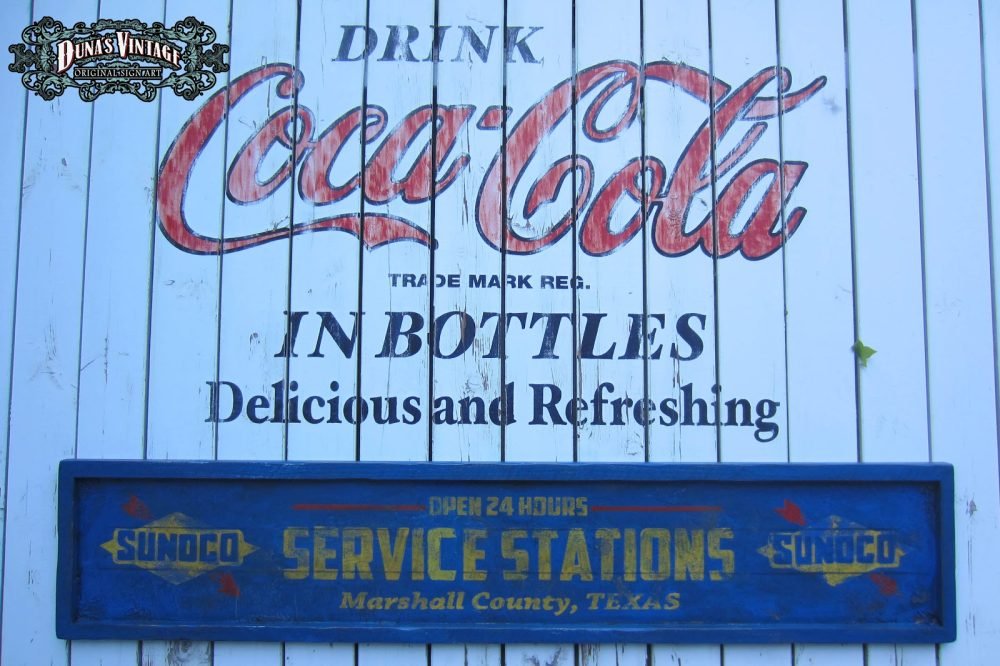 DUNA'S VINTAGE
ORIGINAL SIGN ART
DRINK
Coca-Cola
TRADE MARK REG.
IN BOTTLES
Delicious and Refreshing
OPEN 24 HOURS
SUNOCO SERVICE STATIONS SUNOCO
Marshall County, TEXAS